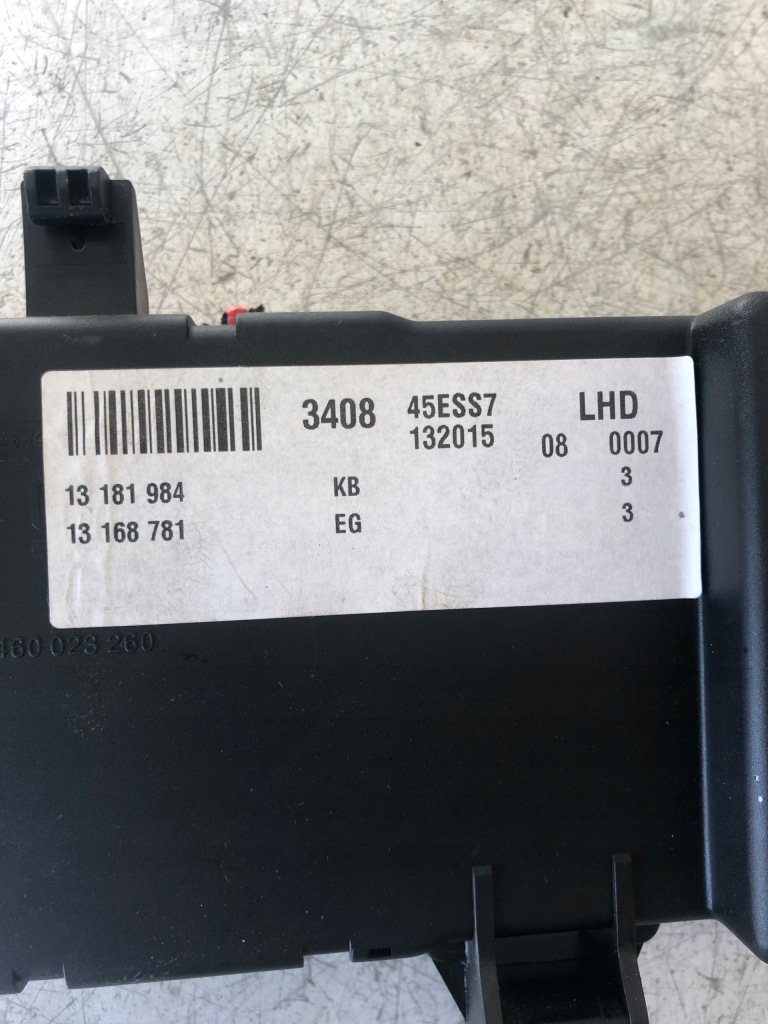 3408 45ESS7 LHD
132015 08 0007
13 181 984 KB 3
13 168 781 EG 3
460 023 260